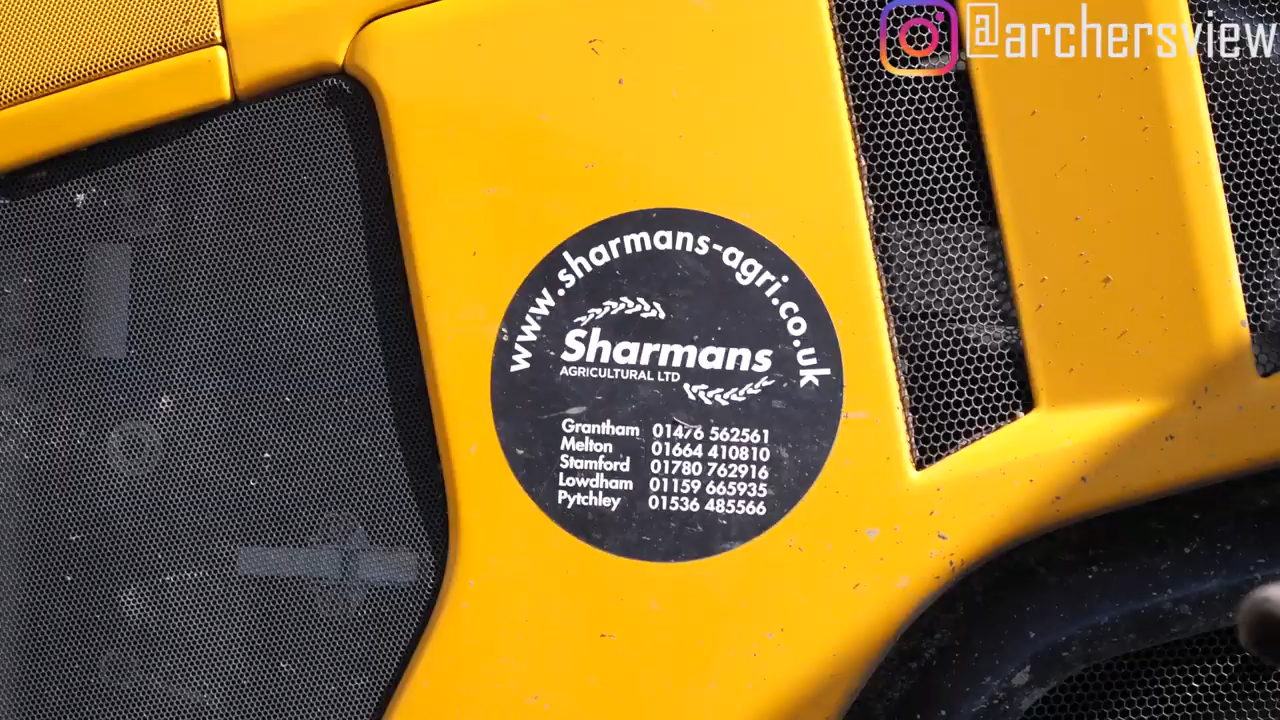 @archersview
www.sharmans-agri.co.uk
Sharmans
AGRICULTURAL LTD
Grantham 01476 562561
Melton 01664 410810
Stamford 01780 762916
Lowdham 01159 665935
Pytchley 01536 485566